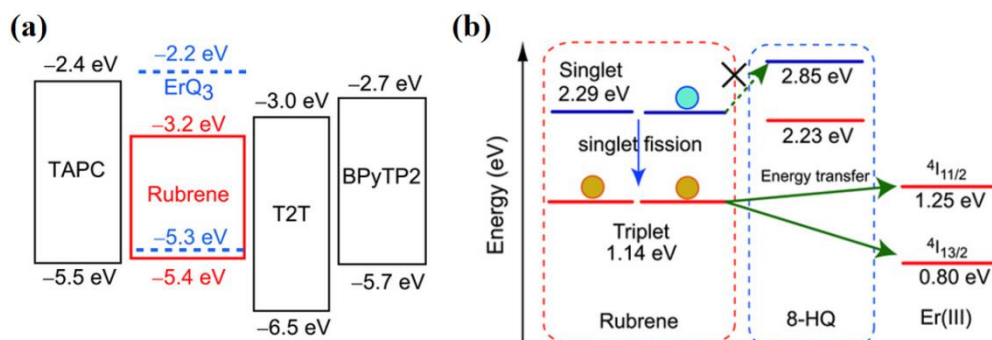 (a)
−2.4 eV
−2.2 eV
ErQ3
−3.2 eV
−3.0 eV
−2.7 eV
TAPC
Rubrene
T2T
BPyTP2
−5.3 eV
−5.5 eV
−5.4 eV
−6.5 eV
−5.7 eV
(b)
Energy (eV)
Singlet
2.29 eV
singlet fission
Triplet
1.14 eV
Rubrene
2.85 eV
2.23 eV
Energy transfer
8-HQ
4I11/2
1.25 eV
4I13/2
0.80 eV
Er(III)